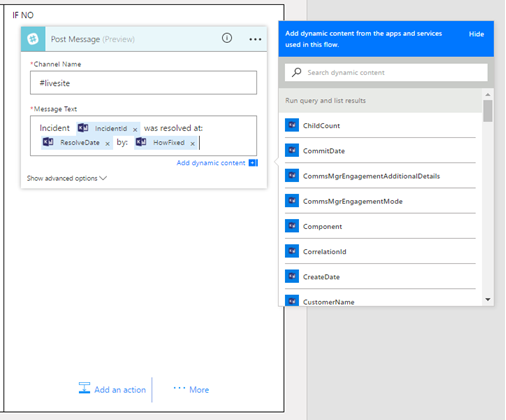 IF NO
Post Message (Preview)
*Channel Name
#livesite
*Message Text
Incident IncidentId x was resolved at:
ResolveDate x by: HowFixed x
Add dynamic content
Show advanced options
Add an action
More
Add dynamic content from the apps and services
used in this flow.
Hide
Search dynamic content
Run query and list results
ChildCount
CommitDate
CommsMgrEngagementAdditionalDetails
CommsMgrEngagementMode
Component
CorrelationId
CreateDate
CustomerName